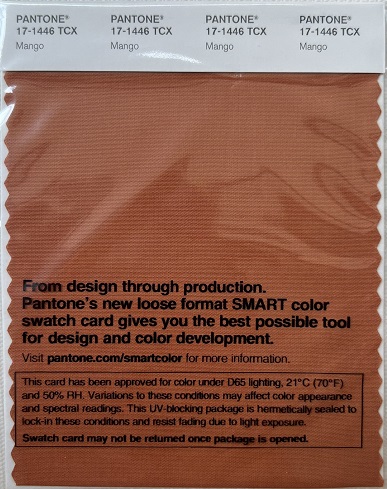 PANTONE® PANTONE® PANTONE® PANTONE®
17-1446 TCX 17-1446 TCX 17-1446 TCX 17-1446 TCX
Mango Mango Mango Mango
From design through production.
Pantone's new loose format SMART color
swatch card gives you the best possible tool
for design and color development.
Visit pantone.com/smartcolor for more information.
This card has been approved for color under D65 lighting, 21°C (70°F)
and 50% RH. Variations to these conditions may affect color appearance
and spectral readings. This UV-blocking package is hermetically sealed to
lock-in these conditions and resist fading due to light exposure.
Swatch card may not be returned once package is opened.